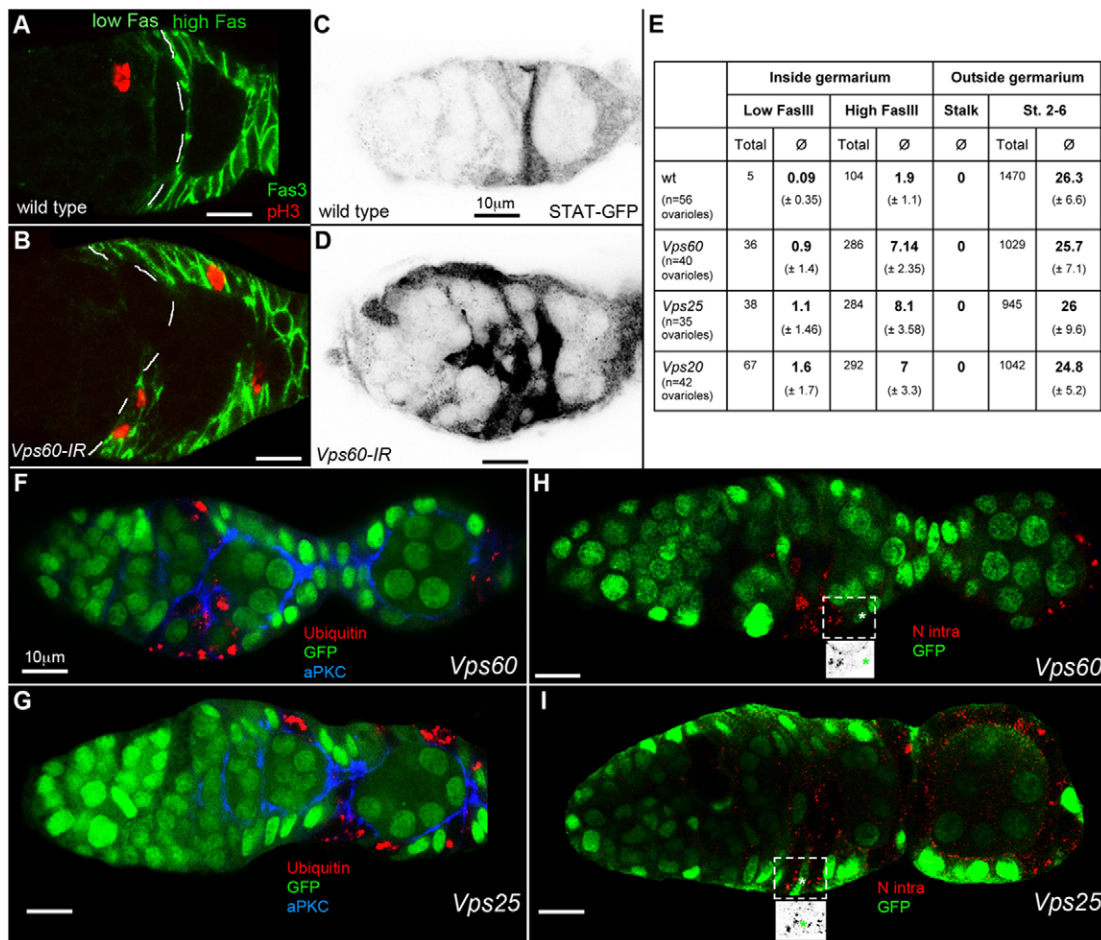 A
low Fas high Fas
Fas3
pH3
wild type
B
Vps60-IR
C
wild type
10µm
STAT-GFP
D
Vps60-IR
E
Inside germarium Outside germarium
Low FasIII High FasIII Stalk St. 2-6
Total Ø Total Ø Ø Total Ø
wt
(n=56 ovarioles)
5 0.09 (± 0.35) 104 1.9 (± 1.1) 0 1470 26.3 (± 6.6)
Vps60
(n=40
ovarioles)
36 0.9 (± 1.4) 286 7.14 (± 2.35) 0 1029 25.7 (± 7.1)
Vps25
(n=35
ovarioles)
38 1.1 (± 1.46) 284 8.1 (± 3.58) 0 945 26 (± 9.6)
Vps20
(n=42
ovarioles)
67 1.6 (± 1.7) 292 7 (± 3.3) 0 1042 24.8 (± 5.2)
F
Ubiquitin
GFP
aPKC
10µm
Vps60
G
Ubiquitin
GFP
aPKC
Vps25
H
*
N intra
GFP
*
Vps60
I
*
N intra
GFP
*
Vps25